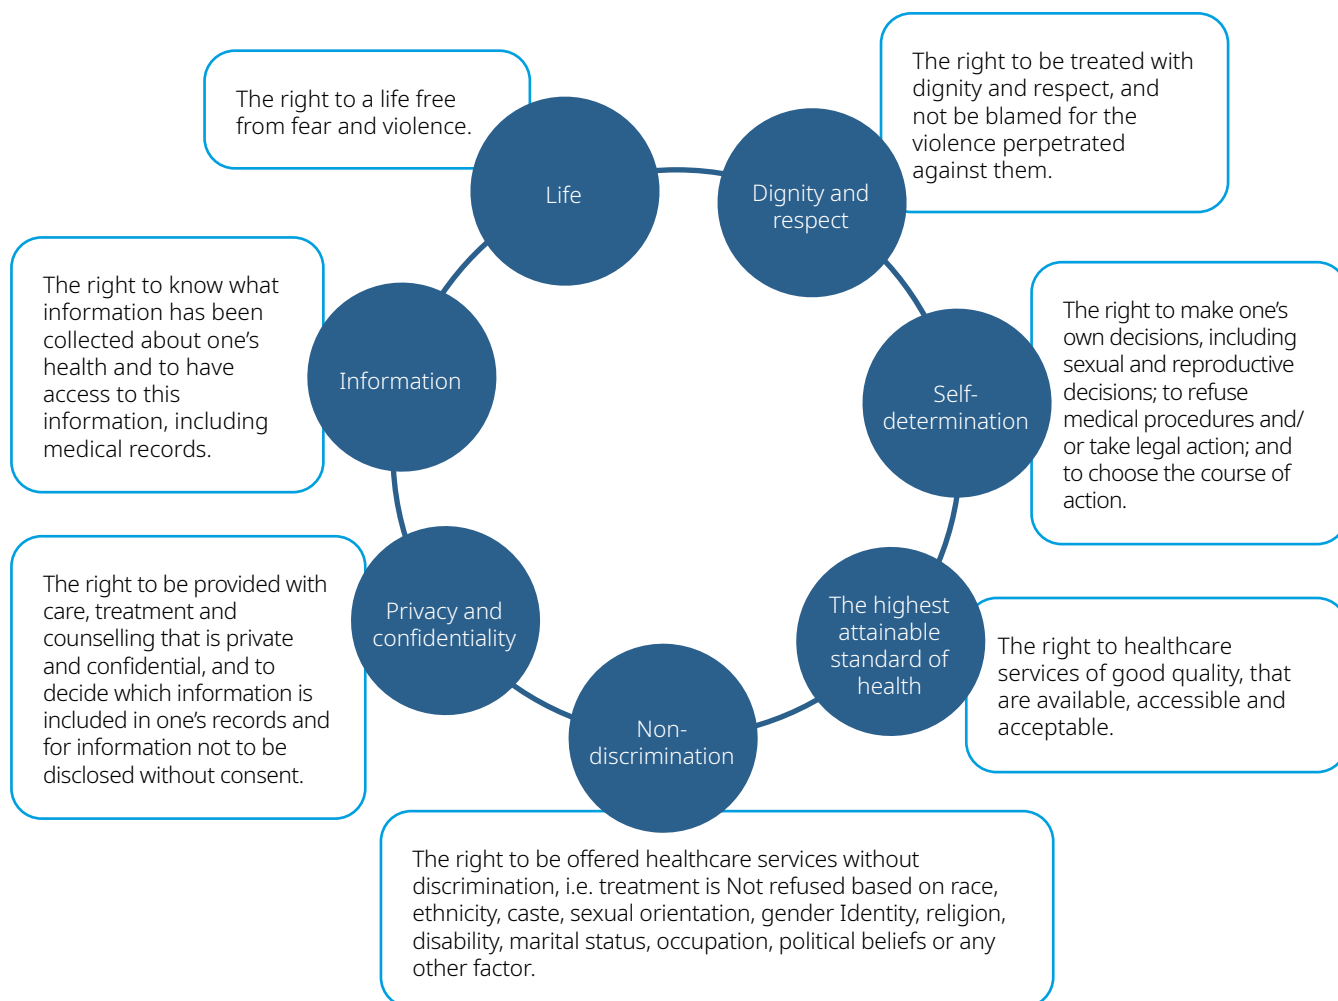 The right to a life free
from fear and violence.
Life
The right to be treated with
dignity and respect, and
not be blamed for the
violence perpetrated
against them.
Dignity and
respect
The right to make one’s
own decisions, including
sexual and reproductive
decisions; to refuse
medical procedures and/
or take legal action; and
to choose the course of
action.
Self-
determination
The highest
attainable
standard of
health
The right to healthcare
services of good quality, that
are available, accessible and
acceptable.
Non-
discrimination
The right to be offered healthcare services without
discrimination, i.e. treatment is Not refused based on race,
ethnicity, caste, sexual orientation, gender Identity, religion,
disability, marital status, occupation, political beliefs or any
other factor.
Privacy and
confidentiality
The right to be provided with
care, treatment and
counselling that is private
and confidential, and to
decide which information is
included in one’s records and
for information not to be
disclosed without consent.
Information
The right to know what
information has been
collected about one’s
health and to have
access to this
information, including
medical records.